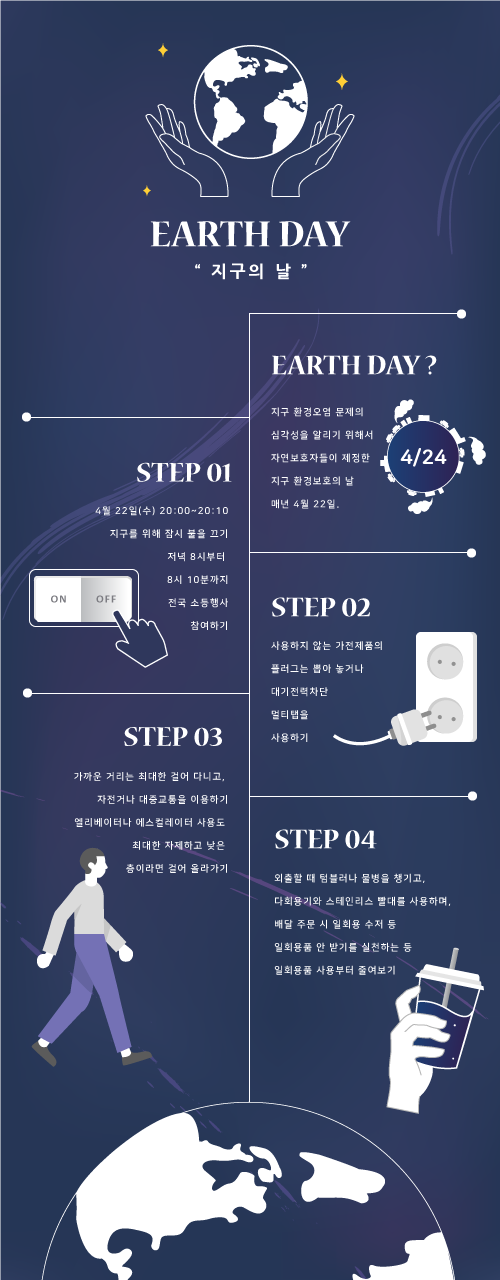 EARTH DAY
“ 지구의 날 ”
EARTH DAY ?
지구 환경오염 문제의
심각성을 알리기 위해서
자연보호자들이 제정한
지구 환경보호의 날
매년 4월 22일.
4/24
STEP 01
4월 22일(수) 20:00~20:10
지구를 위해 잠시 불을 끄기
저녁 8시부터
8시 10분까지
전국 소등행사
참여하기
ON OFF
STEP 02
사용하지 않는 가전제품의
플러그는 뽑아 놓거나
대기전력차단
멀티탭을
사용하기
STEP 03
가까운 거리는 최대한 걸어 다니고,
자전거나 대중교통을 이용하기
엘리베이터나 에스컬레이터 사용도
최대한 자제하고 낮은
층이라면 걸어 올라가기
STEP 04
외출할 때 텀블러나 물병을 챙기고,
다회용기와 스테인리스 빨대를 사용하며,
배달 주문 시 일회용 수저 등
일회용품 안 받기를 실천하는 등
일회용품 사용부터 줄여보기